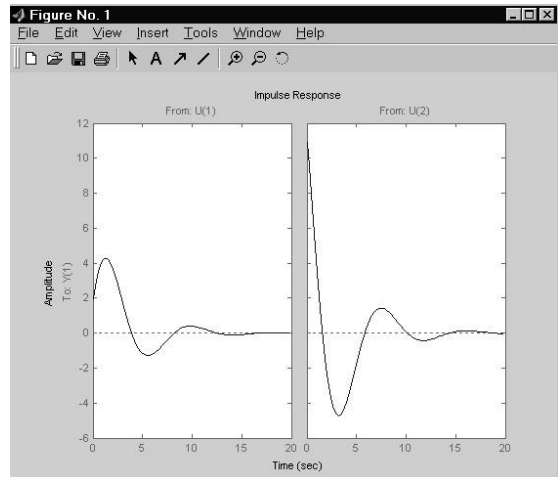 Figure No. 1
File Edit View Insert Tools Window Help
A
Impulse Response
From: U(1)
From: U(2)
Amplitude
To: Y(1)
12
10
8
6
4
2
0
-2
-4
-6
0 5 10 15 20
0 5 10 15 20
Time (sec)